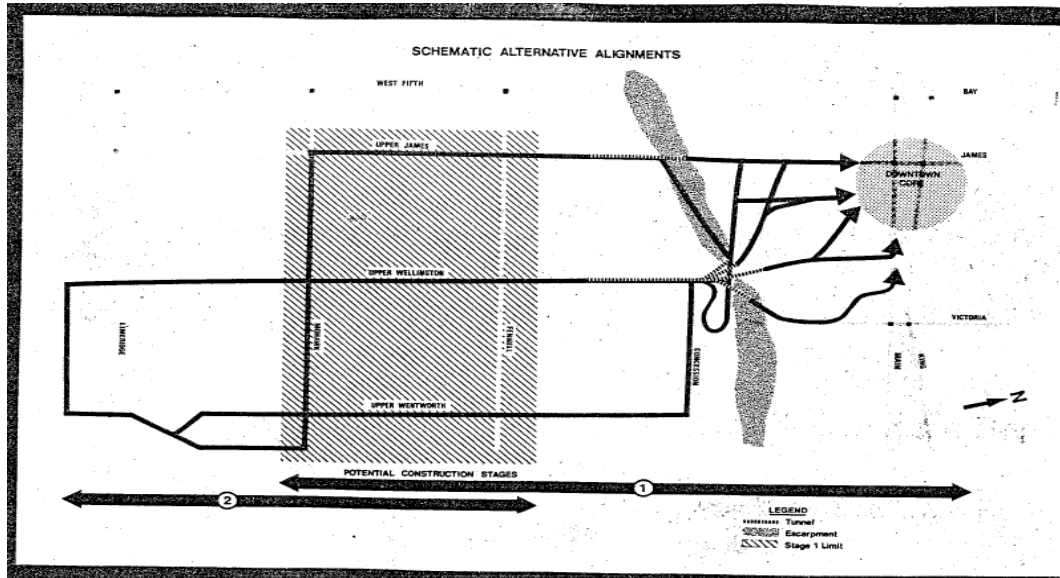 SCHEMATIC ALTERNATIVE ALIGNMENTS
WEST FIFTH
BAY
UPPER JAMES
JAMES
DOWNTOWN
CORE
UPPER WELLINGTON
LIMERIDGE
MOHAWK
FENNELL
CONCESSION
VICTORIA
MAIN
KING
UPPER WENTWORTH
N
POTENTIAL CONSTRUCTION STAGES
2
1
LEGEND
Tunnel
Escarpment
Stage 1 Limit